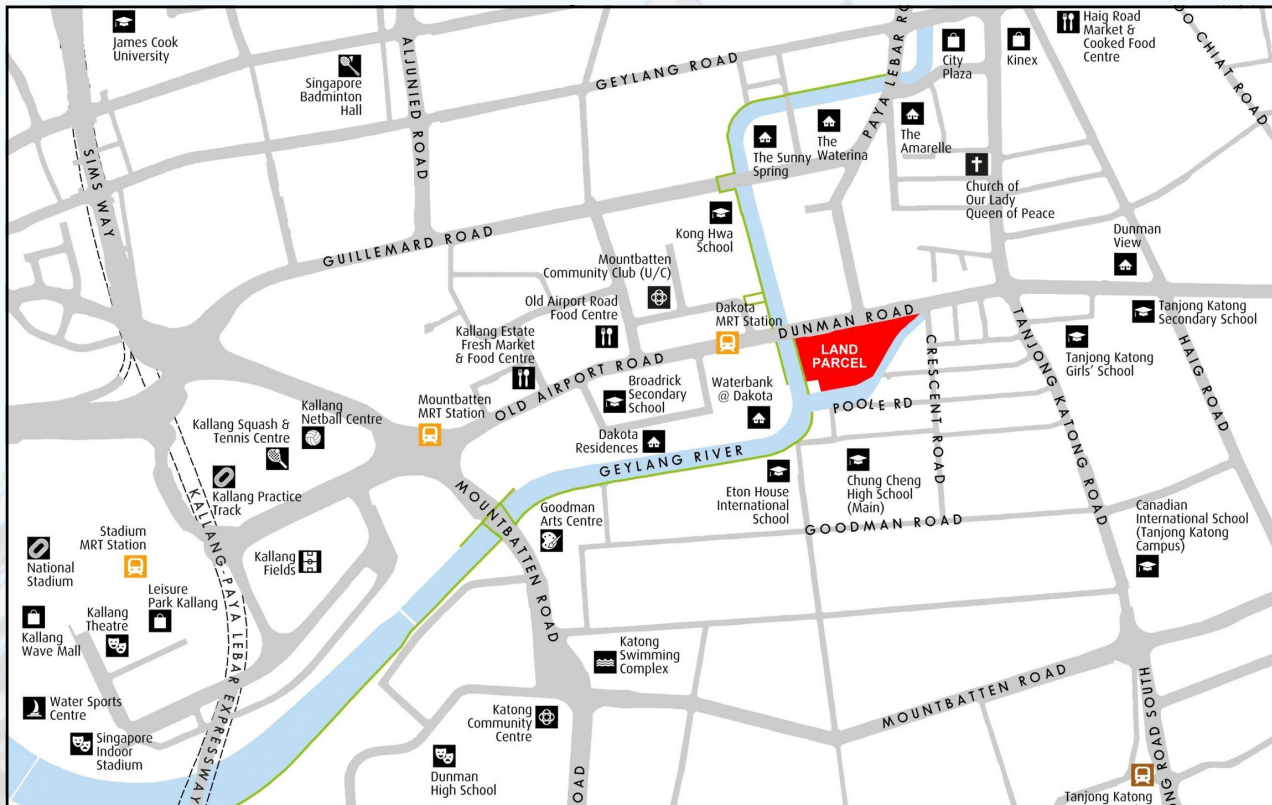 James Cook
University
Singapore
Badminton
Hall
ALJUNIED ROAD
GEYLANG ROAD
PAYA LEBAR RO
City
Plaza
Kinex
Haig Road
Market &
Cooked Food
Centre
OO CHIAT ROAD
SIMS WAY
The Sunny
Spring
The
Waterina
The
Amarelle
Church of
Our Lady
Queen of Peace
Kong Hwa
School
GUILLEMARD ROAD
Mountbatten
Community Club (U/C)
Dunman
View
Old Airport Road
Food Centre
Dakota
MRT Station
DUNMAN ROAD
LAND
PARCEL
Kallang Estate
Fresh Market
& Food Centre
OLD AIRPORT ROAD
Broadrick
Secondary
School
Waterbank
@ Dakota
POOLE RD
CRESCENT ROAD
TANJONG KATONG ROAD
Tanjong Katong
Girls' School
Tanjong Katong
Secondary School
HAIG ROAD
Mountbatten
MRT Station
Kallang
Netball Centre
Kallang Squash &
Tennis Centre
Kallang Practice
Track
Dakota
Residences
GEYLANG RIVER
Eton House
International
School
Chung Cheng
High School
(Main)
GOODMAN ROAD
Goodman
Arts Centre
MOUNTBATTEN ROAD
Canadian
International School
(Tanjong Katong
Campus)
National
Stadium
Stadium
MRT Station
Kallang
Fields
KALLANG-PAYA LEBAR EXPRESSWAY
Leisure
Park Kallang
Kallang
Wave Mall
Kallang
Theatre
Katong
Swimming
Complex
MOUNTBATTEN ROAD
Water Sports
Centre
Singapore
Indoor
Stadium
Katong
Community
Centre
Dunman
High School
OAD
NG ROAD SOUTH
Tanjong Katong